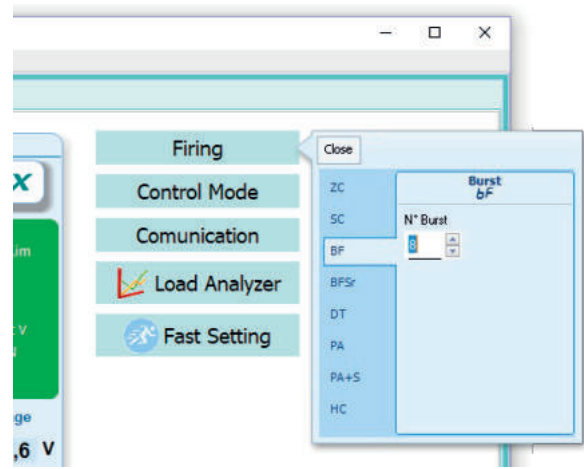 x
im
V
ge
,6 V
Firing
Control Mode
Comunication
Load Analyzer
Fast Setting
Close
ZC
SC
BF
BFSr
DT
PA
PA+S
HC
Burst
bF
N° Burst
8